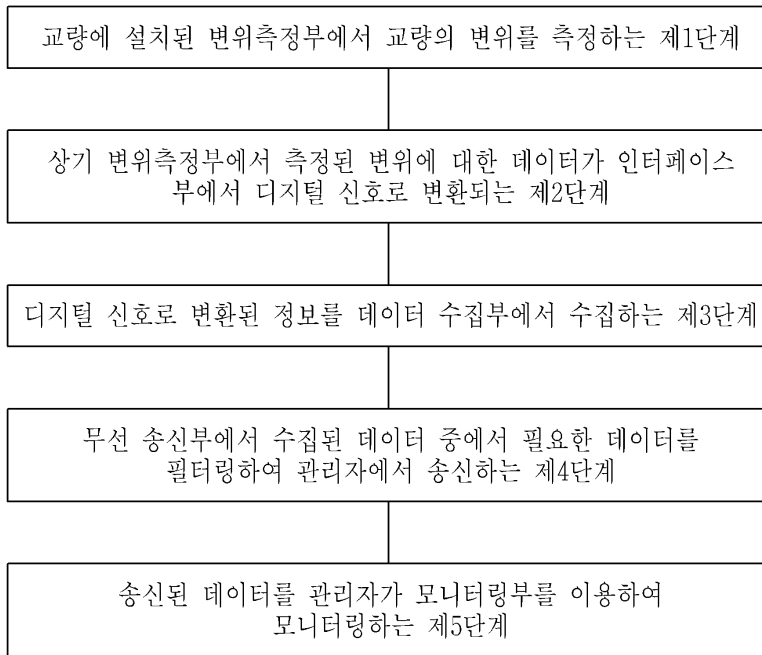 교량에 설치된 변위측정부에서 교량의 변위를 측정하는 제1단계
상기 변위측정부에서 측정된 변위에 대한 데이터가 인터페이스
부에서 디지털 신호로 변환되는 제2단계
디지털 신호로 변환된 정보를 데이터 수집부에서 수집하는 제3단계
무선 송신부에서 수집된 데이터 중에서 필요한 데이터를
필터링하여 관리자에서 송신하는 제4단계
송신된 데이터를 관리자가 모니터링부를 이용하여
모니터링하는 제5단계